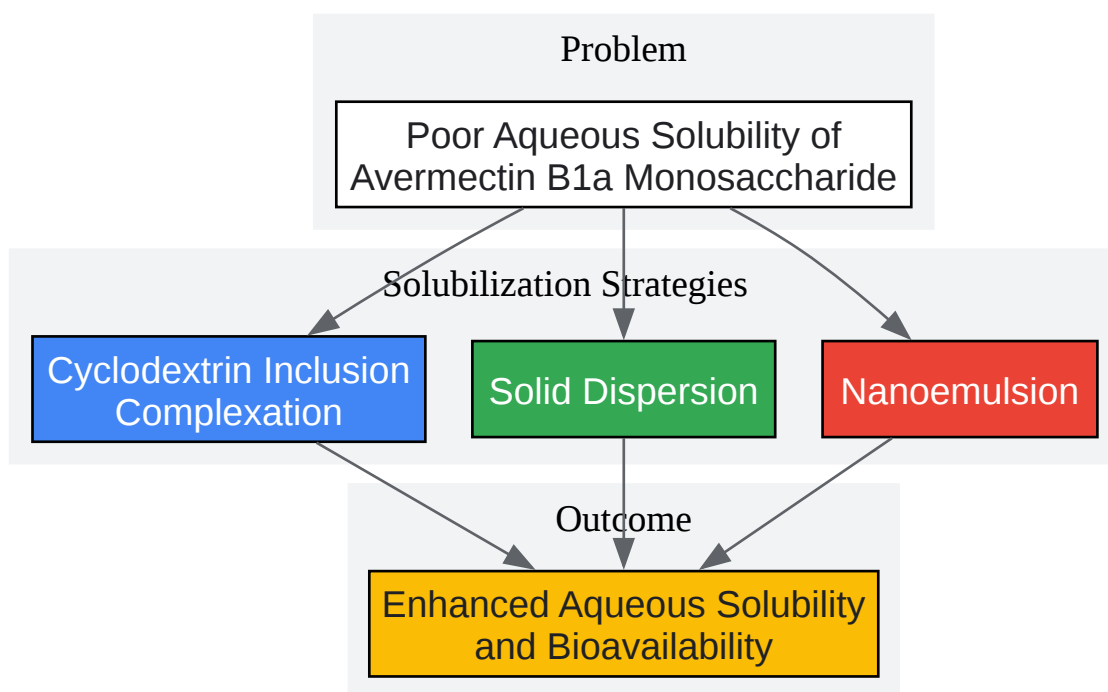 Problem
Poor Aqueous Solubility of
Avermectin B1a Monosaccharide
Solubilization Strategies
Cyclodextrin Inclusion
Complexation
Solid Dispersion
Nanoemulsion
Outcome
Enhanced Aqueous Solubility
and Bioavailability